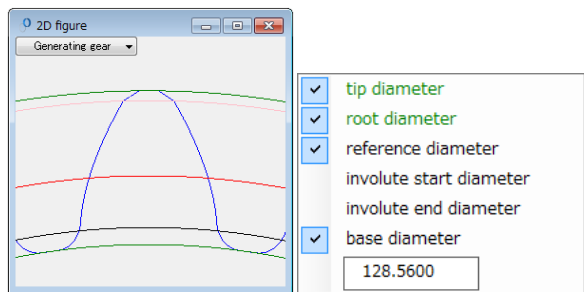 2D figure
Generating gear
tip diameter
root diameter
reference diameter
involute start diameter
involute end diameter
base diameter
128.5600